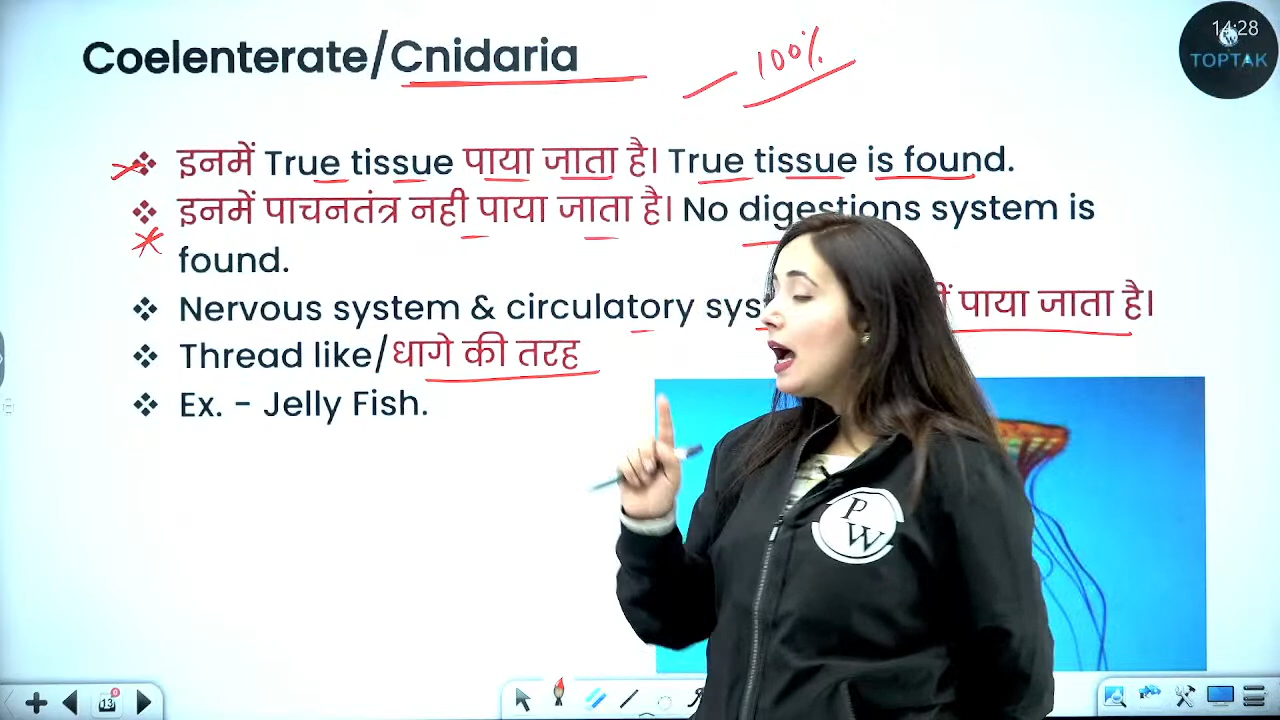 14:28
TOPTAK
Coelenterate/Cnidaria
100%
इनमें True tissue पाया जाता है। True tissue is found.
इनमें पाचनतंत्र नही पाया जाता है। No digestions system is
found.
Nervous system & circulatory sys पाया जाता है।
Thread like/धागे की तरह
Ex. - Jelly Fish.
PW
13